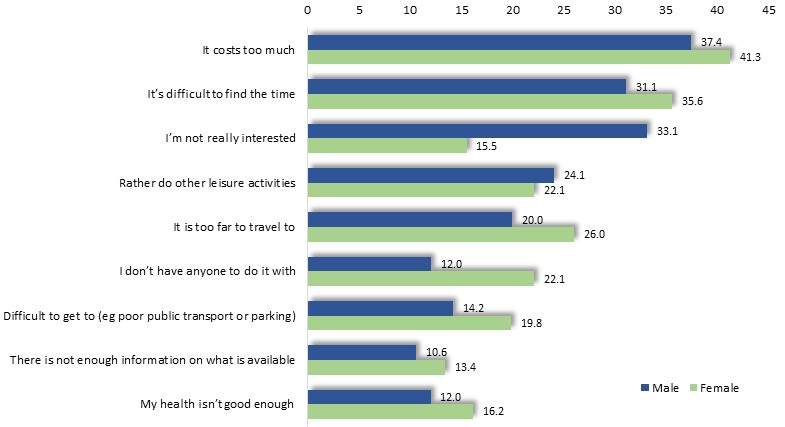 0 5 10 15 20 25 30 35 40 45
It costs too much 37.4
41.3
It's difficult to find the time 31.1
35.6
I'm not really interested 33.1
15.5
Rather do other leisure activities 24.1
22.1
It is too far to travel to 20.0
26.0
I don't have anyone to do it with 12.0
22.1
Difficult to get to (eg poor public transport or parking) 14.2
19.8
There is not enough information on what is available 10.6
13.4
Male Female
My health isn't good enough 12.0
16.2